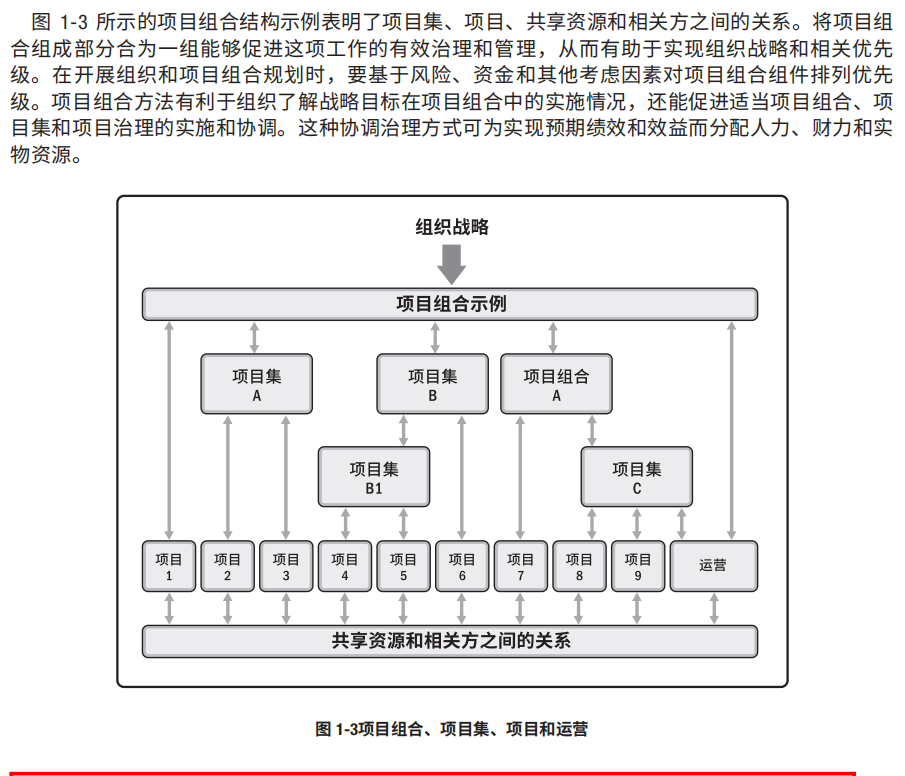 图 1-3 所示的项目组合结构示例表明了项目集、项目、共享资源和相关方之间的关系。将项目组
合组成部分合为一组能够促进这项工作的有效治理和管理，从而有助于实现组织战略和相关优先
级。在开展组织和项目组合规划时，要基于风险、资金和其他考虑因素对项目组合组件排列优先
级。项目组合方法有利于组织了解战略目标在项目组合中的实施情况，还能促进适当项目组合、项
目集和项目治理的实施和协调。这种协调治理方式可为实现预期绩效和效益而分配人力、财力和实
物资源。
组织战略
项目组合示例
项目集
A
项目集
B
项目组合
A
项目集
B1
项目集
C
项目
1
项目
2
项目
3
项目
4
项目
5
项目
6
项目
7
项目
8
项目
9
运营
共享资源和相关方之间的关系
图 1-3项目组合、项目集、项目和运营